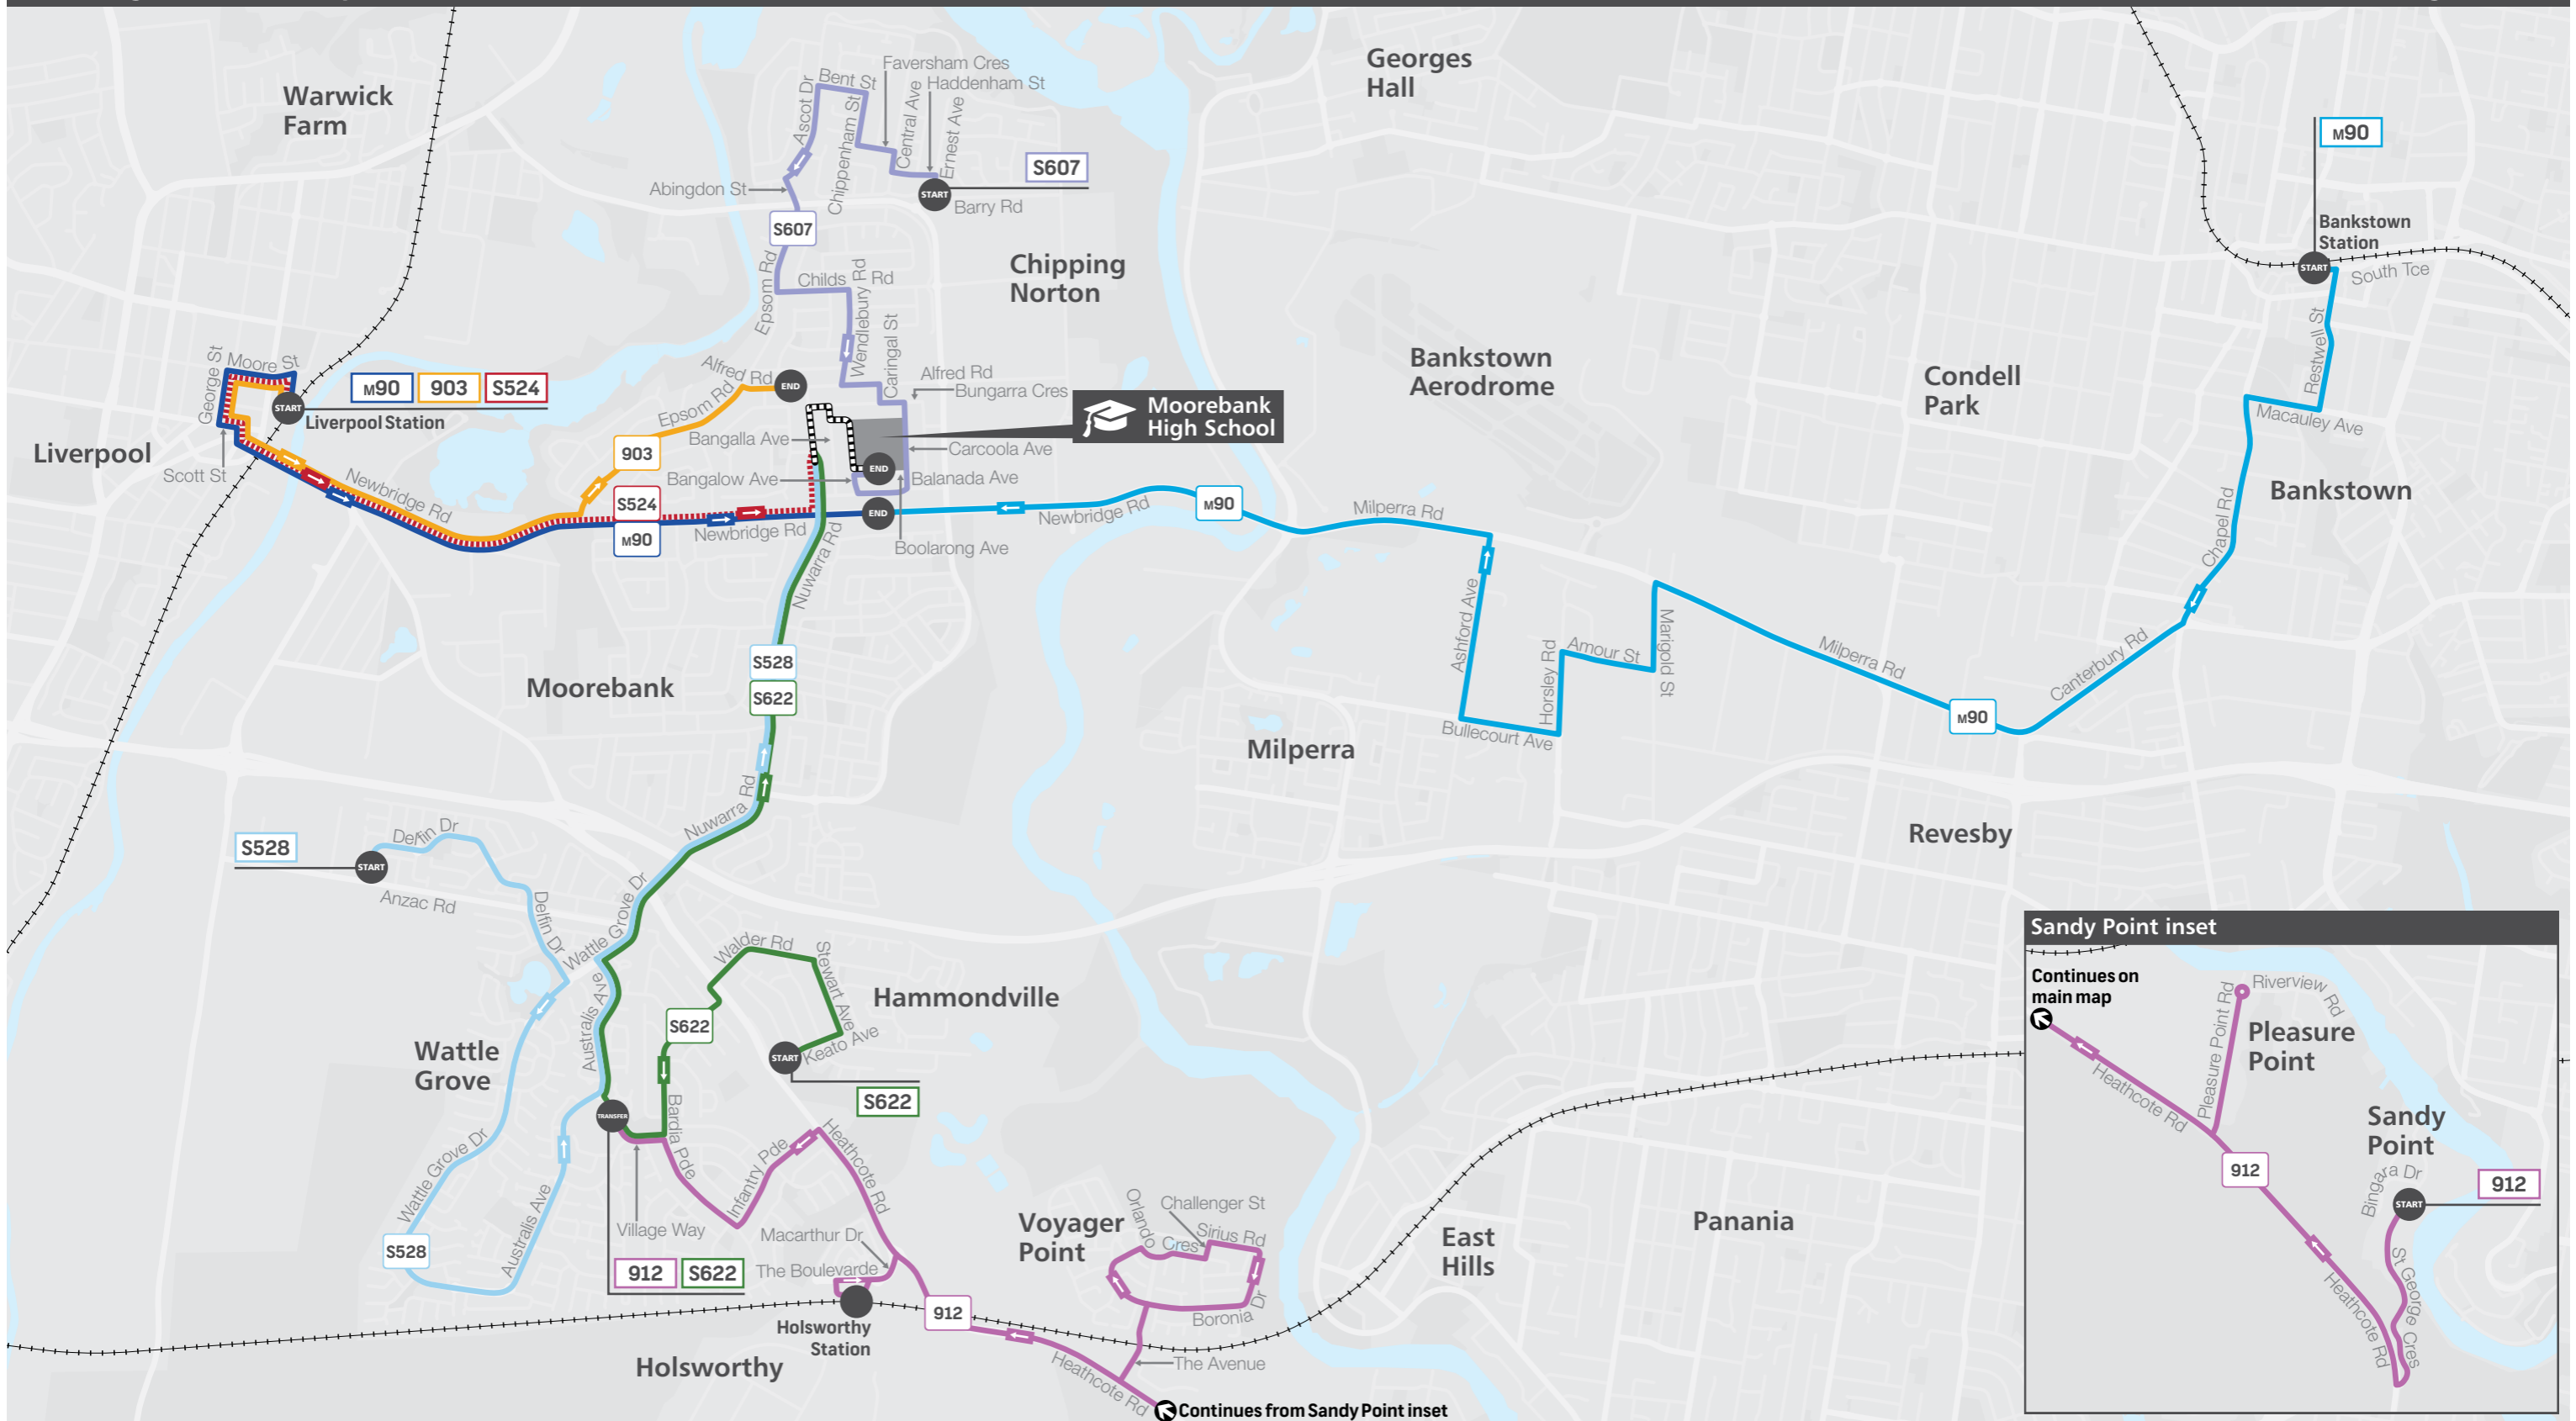 Warwick
Farm
Georges
Hall
Faversham Cres
Haddenham St
Bent St
Ascot Dr
Chippenham St
Central Ave
Ernest Ave
S607
START
Barry Rd
Abingdon St
S607
Chipping
Norton
Epsom Rd
Childs Rd
Wendlebury Rd
Caringal St
Alfred Rd
Bungarra Cres
M90
Bankstown
Station
START
South Tce
Restwell St
Macauley Ave
Condell
Park
Bankstown
Aerodrome
Bankstown
Chapel Rd
Canterbury Rd
George St
Moore St
START
M90
903
S524
Liverpool Station
Liverpool
Scott St
Newbridge Rd
Alfred Rd
END
Epsom Rd
903
Bangalla Ave
Bangalow Ave
Moorebank
High School
Carcoola Ave
END
Balanada Ave
S524
M90
Newbridge Rd
END
Newbridge Rd
Boolarong Ave
M90
Milperra Rd
Nuwarra Rd
Ashford Ave
Horsley Rd
Amour St
Marigold St
Milperra Rd
M90
Bullecourt Ave
Milperra
Revesby
Moorebank
S528
S622
Nuwarra Rd
S528
START
Delfin Dr
Anzac Rd
Delfin Dr
Wattle Grove Dr
Australis Ave
Walder Rd
Stewart Ave
Hammondville
S622
START
Keato Ave
S622
Wattle
Grove
TRANSFER
Bardia Pde
Village Way
912
S622
Infantry Pde
Heathcote Rd
Macarthur Dr
The Boulevarde
Wattle Grove Dr
S528
Australis Ave
Holsworthy
Station
Holsworthy
912
Voyager
Point
Orlando Cres
Challenger St
Sirius Rd
Boronia Dr
The Avenue
Heathcote Rd
Continues from Sandy Point inset
East
Hills
Panania
Sandy Point inset
Continues on
main map
Riverview Rd
Pleasure Point Rd
Pleasure
Point
Heathcote Rd
Sandy
Point
912
Bingara Dr
START
912
St George Cres
Heathcote Rd